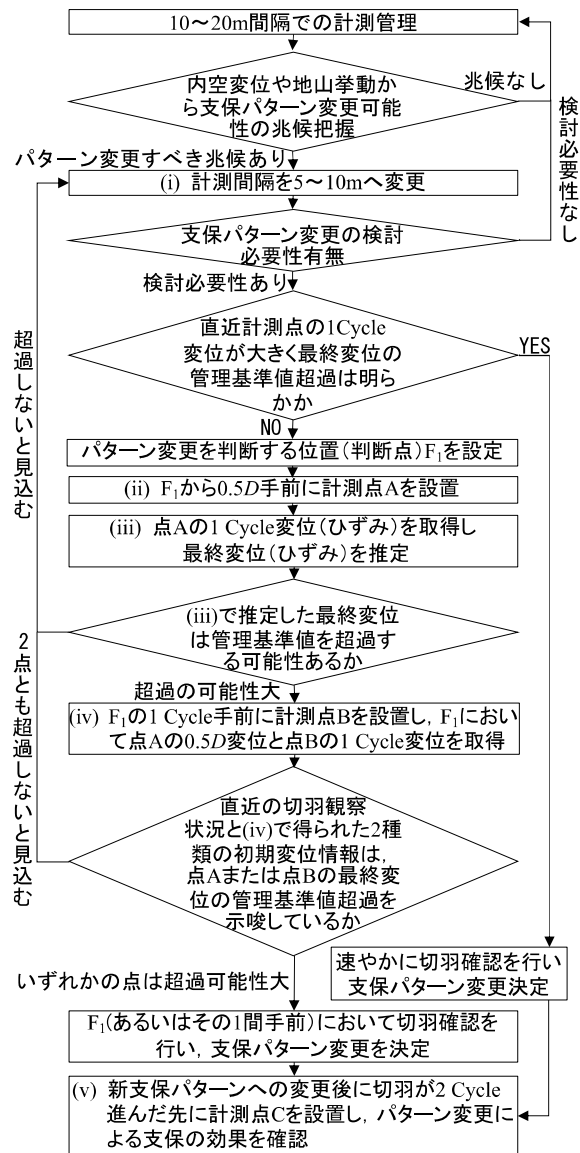 10～20m間隔での計測管理
内空変位や地山挙動か
ら支保パターン変更可能
性の兆候把握
兆候なし
検討必要性なし
パターン変更すべき兆候あり
(i) 計測間隔を5～10mへ変更
支保パターン変更の検討
必要性有無
検討必要性あり
直近計測点の1Cycle
変位が大きく最終変位の
管理基準値超過は明ら
かか
YES
NO
超過しないと見込む
パターン変更を判断する位置(判断点)F₁を設定
(ii) F₁から0.5D手前に計測点Aを設置
(iii) 点Aの1 Cycle変位(ひずみ)を取得し
最終変位(ひずみ)を推定
(iii)で推定した最終変位
は管理基準値を超過す
る可能性あるか
超過の可能性大
2点とも超過しないと見込む
(iv) F₁の1 Cycle手前に計測点Bを設置し，F₁におい
て点Aの0.5D変位と点Bの1 Cycle変位を取得
直近の切羽観察
状況と(iv)で得られた2種
類の初期変位情報は，
点Aまたは点Bの最終変
位の管理基準値超過を
示唆しているか
いずれかの点は超過可能性大
速やかに切羽確認を行い
支保パターン変更決定
F₁(あるいはその1間手前)において切羽確認を
行い，支保パターン変更を決定
(v) 新支保パターンへの変更後に切羽が2 Cycle
進んだ先に計測点Cを設置し，パターン変更に
よる支保の効果を確認